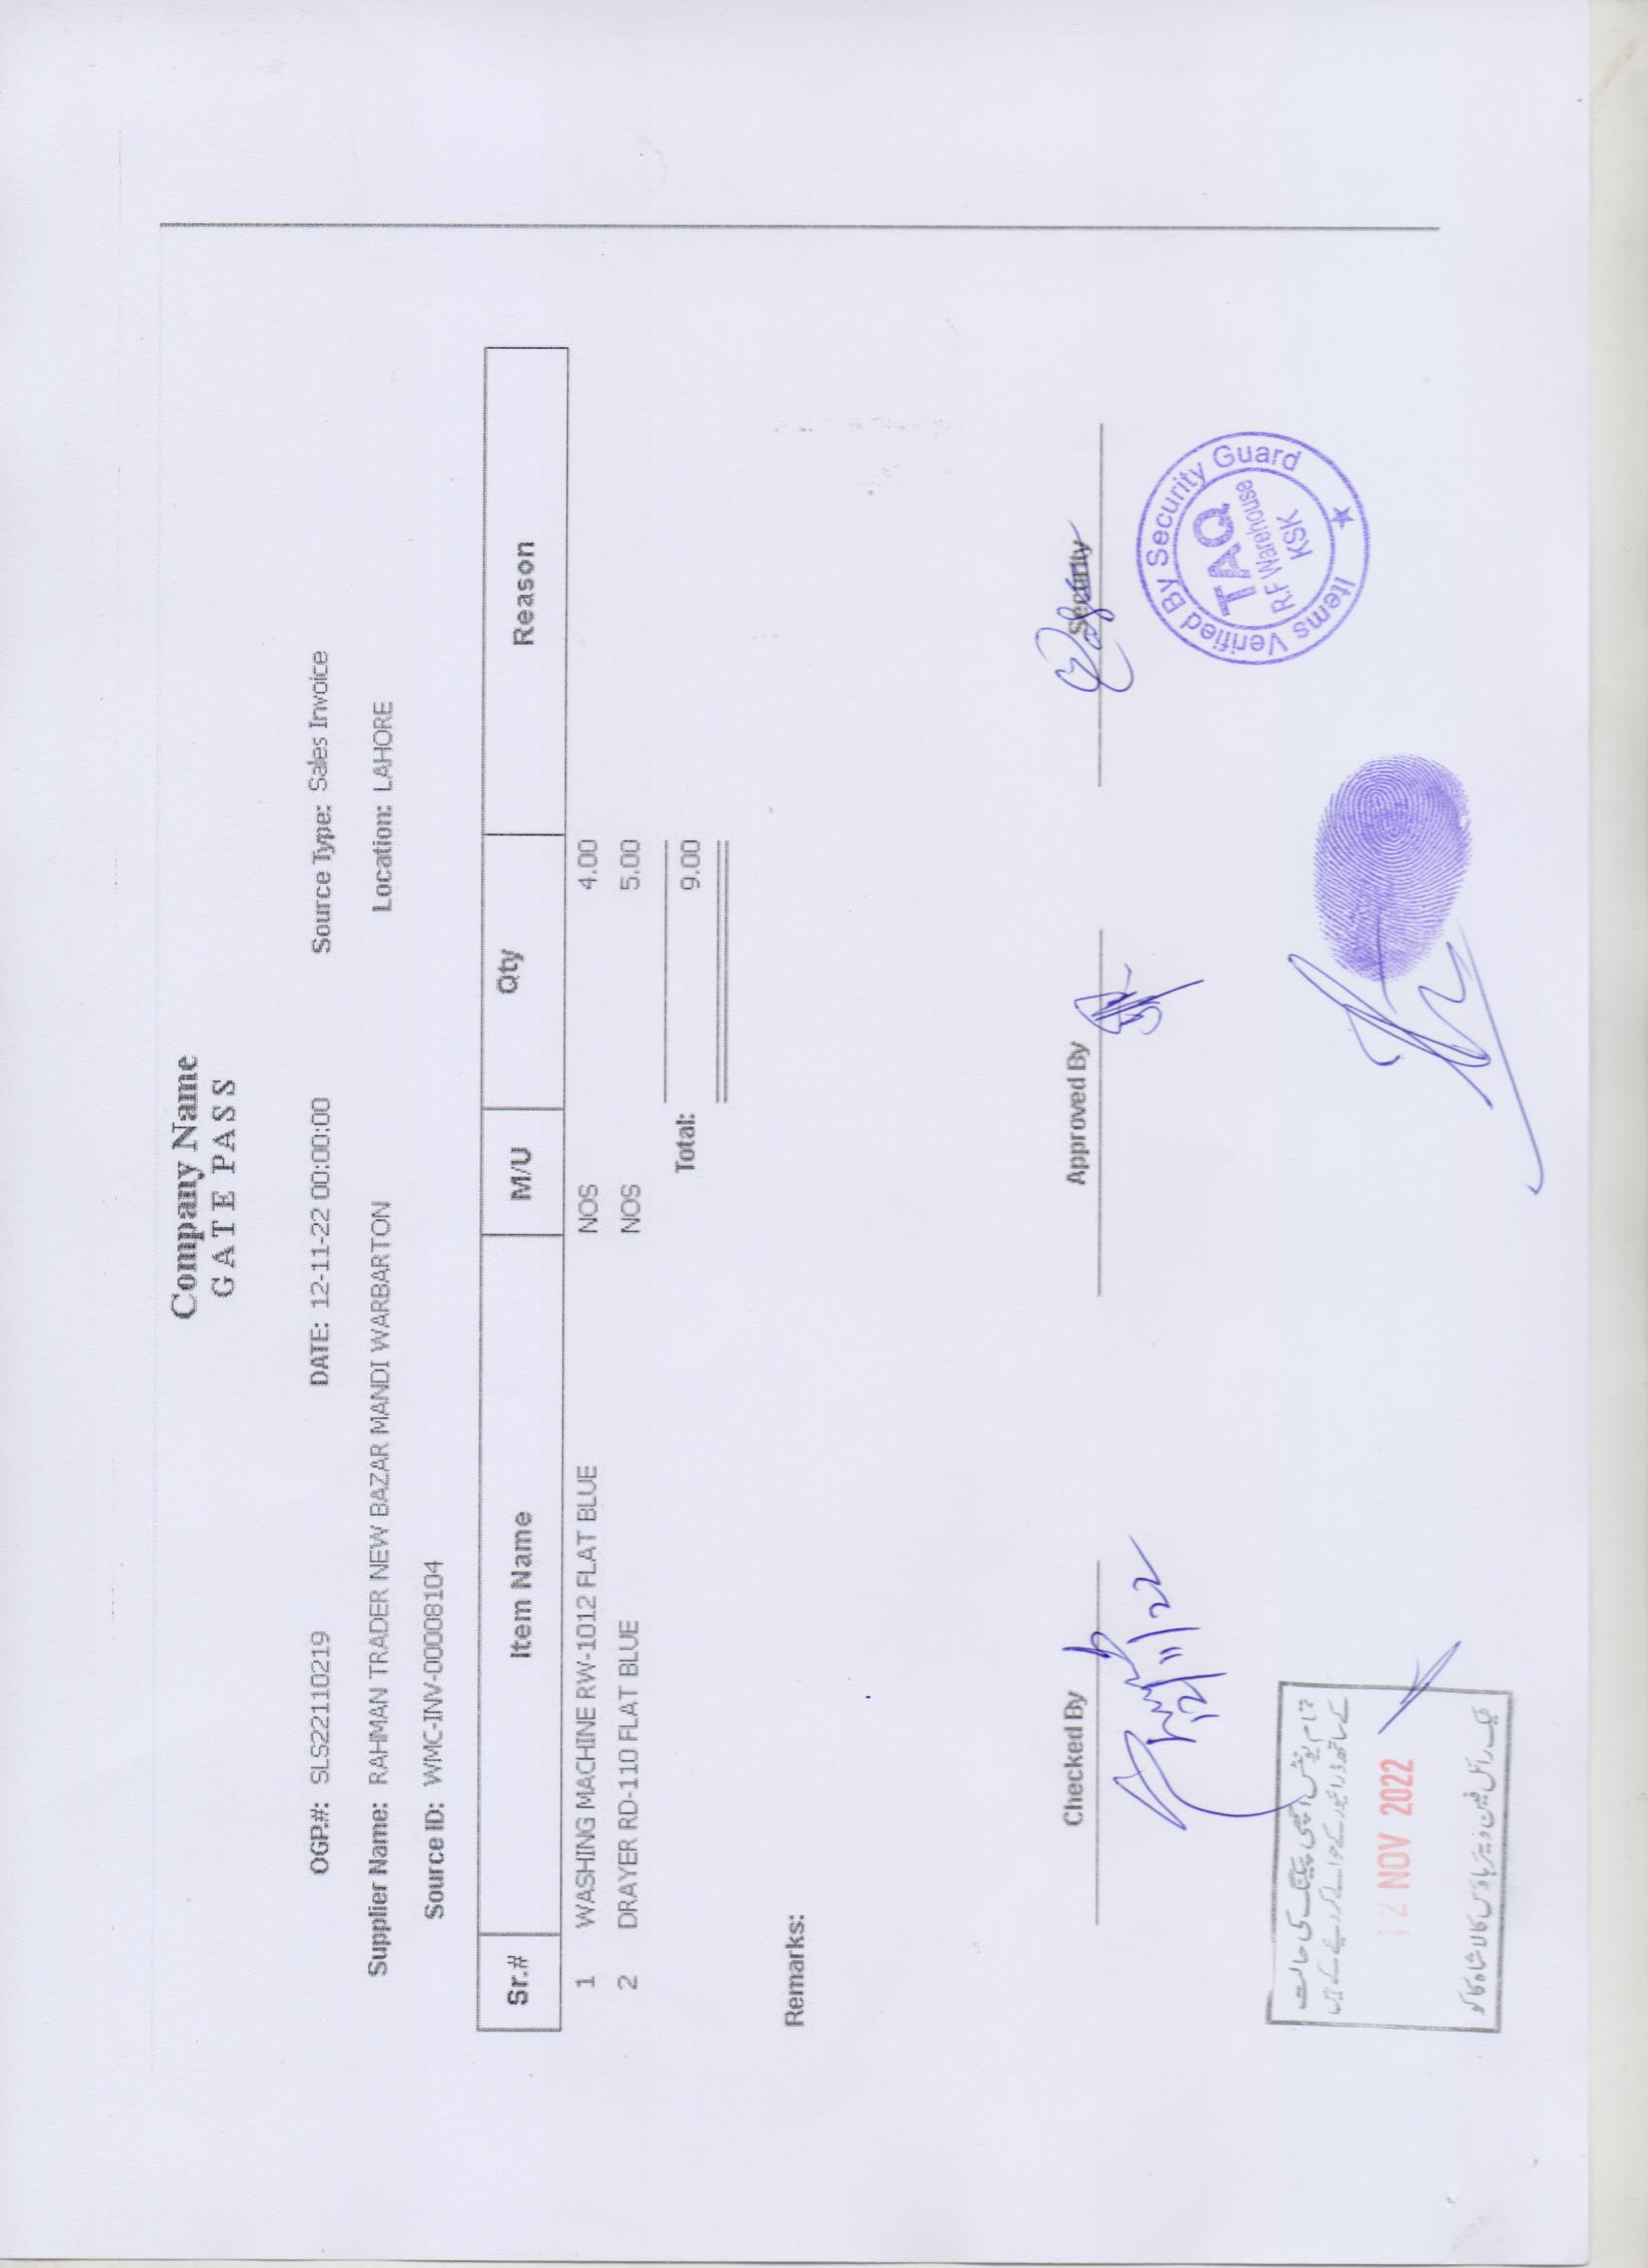 Company Name
GATE PASS
OGP.#: SLS22110219 DATE: 12-11-22 00:00:00 Source Type: Sales Invoice
Supplier Name: RAHMAN TRADER NEW BAZAR MANDI WARBARTON Location: LAHORE
Source ID: WMC-INV-00008104
Sr.# Item Name M/U Qty Reason
1 WASHING MACHINE RW-1012 FLAT BLUE NOS 4.00
2 DRAYER RD-110 FLAT BLUE NOS 5.00
Total: 9.00
Remarks:
Checked By Approved By Security
12/11/22
Items Verified By Security Guard
TAQ
R.F Warehouse
KSK
تمام یونٹس اچھی پیکنگ کی حالت
کے ساتھ ڈرائیور کے حوالے کر دیئے گئے ہیں
12 NOV 2022
ٹیک رائل فین ویئر ہاؤس کالا شاہ کاکو